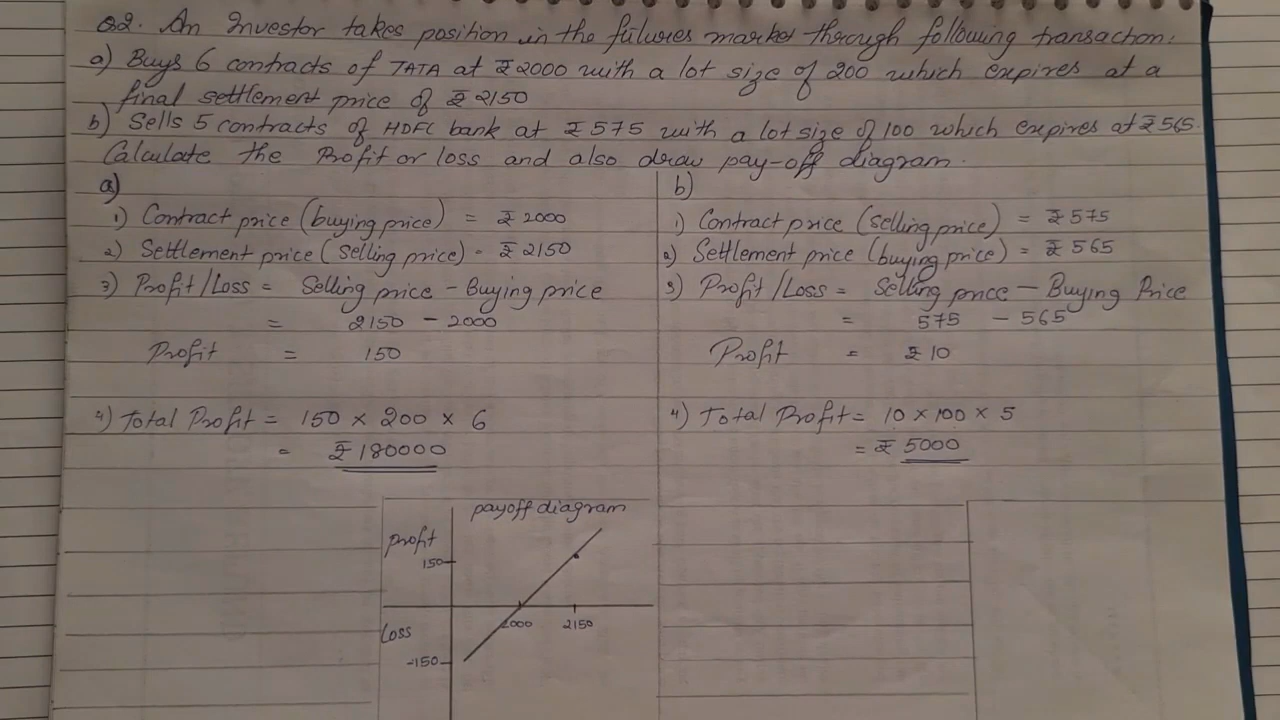 Q2. An Investor takes position in the futures market through following transaction.
a) Buys 6 contracts of TATA at ₹2000 with a lot size of 200 which expires at a
final settlement price of ₹2150
b) Sells 5 contracts of HDFC bank at ₹575 with a lot size of 100 which expires at ₹565.
Calculate the Profit or loss and also draw pay-off diagram.
a)
1) Contract price (buying price) = ₹2000
2) Settlement price (selling price) = ₹2150
3) Profit/Loss = Selling price - Buying price
= 2150 - 2000
Profit = 150
4) Total Profit = 150 × 200 × 6
= ₹180000
b)
1) Contract price (selling price) = ₹575
2) Settlement price (buying price) = ₹565
3) Profit/Loss = Selling price - Buying Price
= 575 - 565
Profit = ₹10
4) Total Profit = 10 × 100 × 5
= ₹5000
payoff diagram
profit
150
2000 2150
Loss
-150